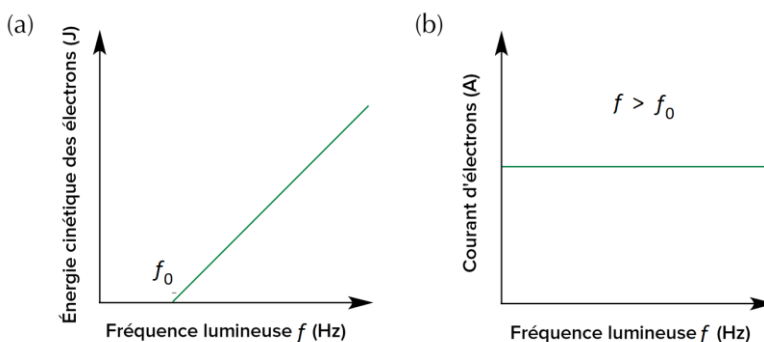 (a)
Énergie cinétique des électrons (J)
f₀
Fréquence lumineuse f (Hz)
(b)
Courant d'électrons (A)
f > f₀
Fréquence lumineuse f (Hz)